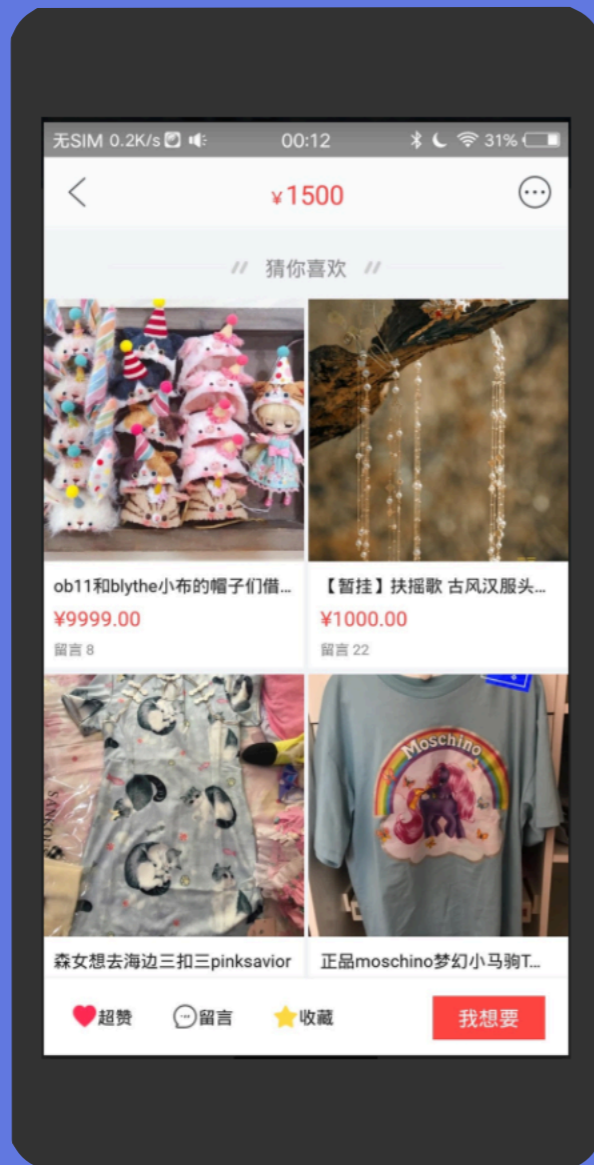 无SIM 0.2K/s 00:12 31%
¥1500
猜你喜欢
ob11和blythe小布的帽子们借...
【暂挂】扶摇歌 古风汉服头...
¥9999.00
¥1000.00
留言 8
留言 22
SANKOU
Moschino
森女想去海边三扣三pinksavior
正品moschino梦幻小马驹T...
超赞
留言
收藏
我想要